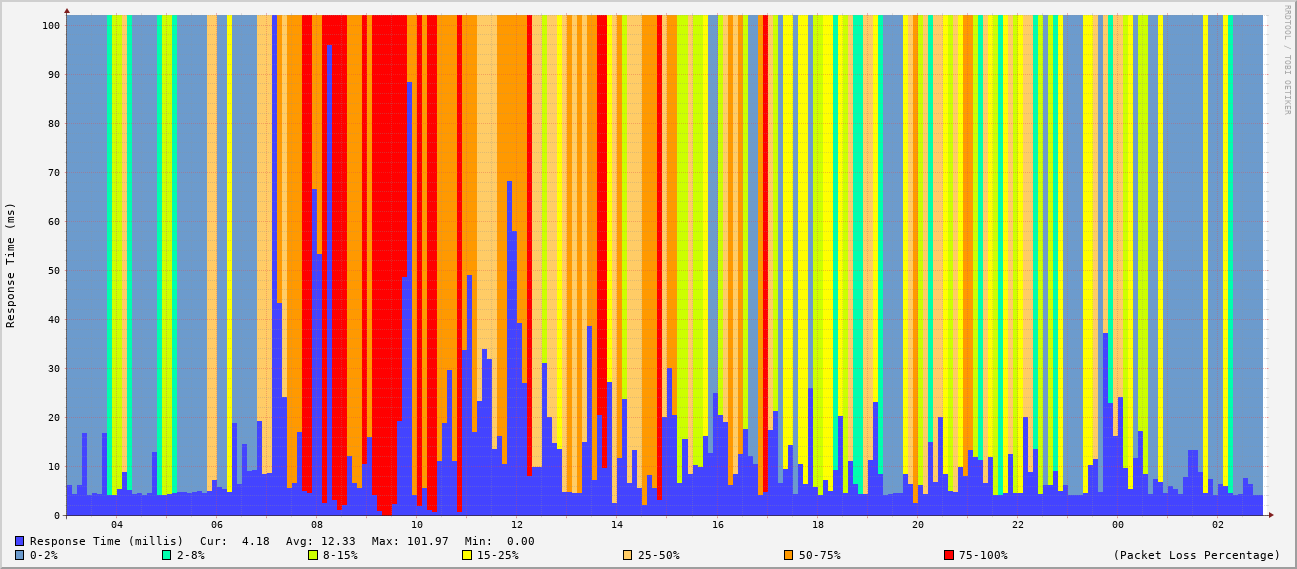 RRDTOOL / TOBI OETIKER
Response Time (ms)
100
90
80
70
60
50
40
30
20
10
0
04 06 08 10 12 14 16 18 20 22 00 02
Response Time (millis) Cur: 4.18 Avg: 12.33 Max: 101.97 Min: 0.00
0-2% 2-8% 8-15% 15-25% 25-50% 50-75% 75-100% (Packet Loss Percentage)